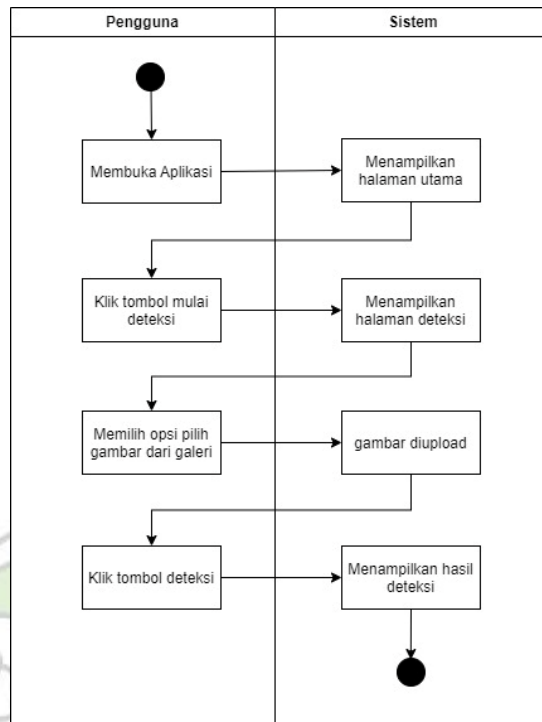 Pengguna
Sistem
Membuka Aplikasi
Menampilkan
halaman utama
Klik tombol mulai
deteksi
Menampilkan
halaman deteksi
Memilih opsi pilih
gambar dari galeri
gambar diupload
Klik tombol deteksi
Menampilkan hasil
deteksi